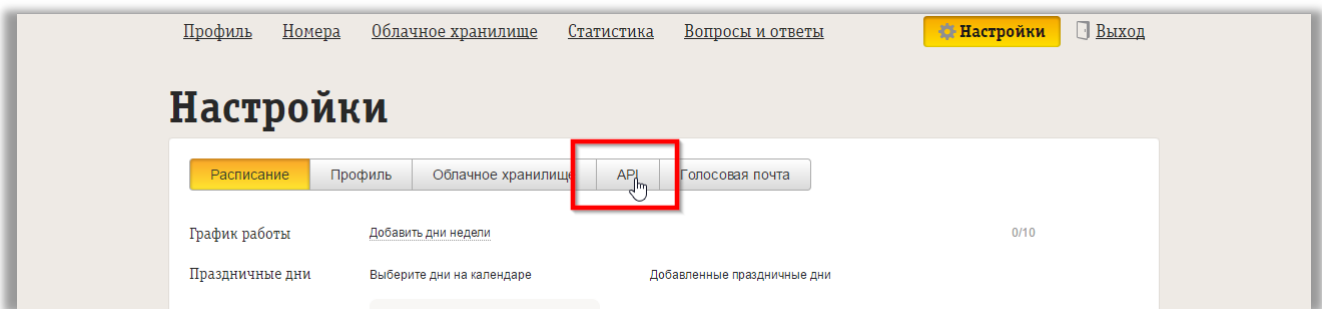 Профиль Номера Облачное хранилище Статистика Вопросы и ответы Настройки Выход
Настройки
Расписание Профиль Облачное хранилище API Голосовая почта
График работы Добавить дни недели 0/10
Праздничные дни Выберите дни на календаре Добавленные праздничные дни